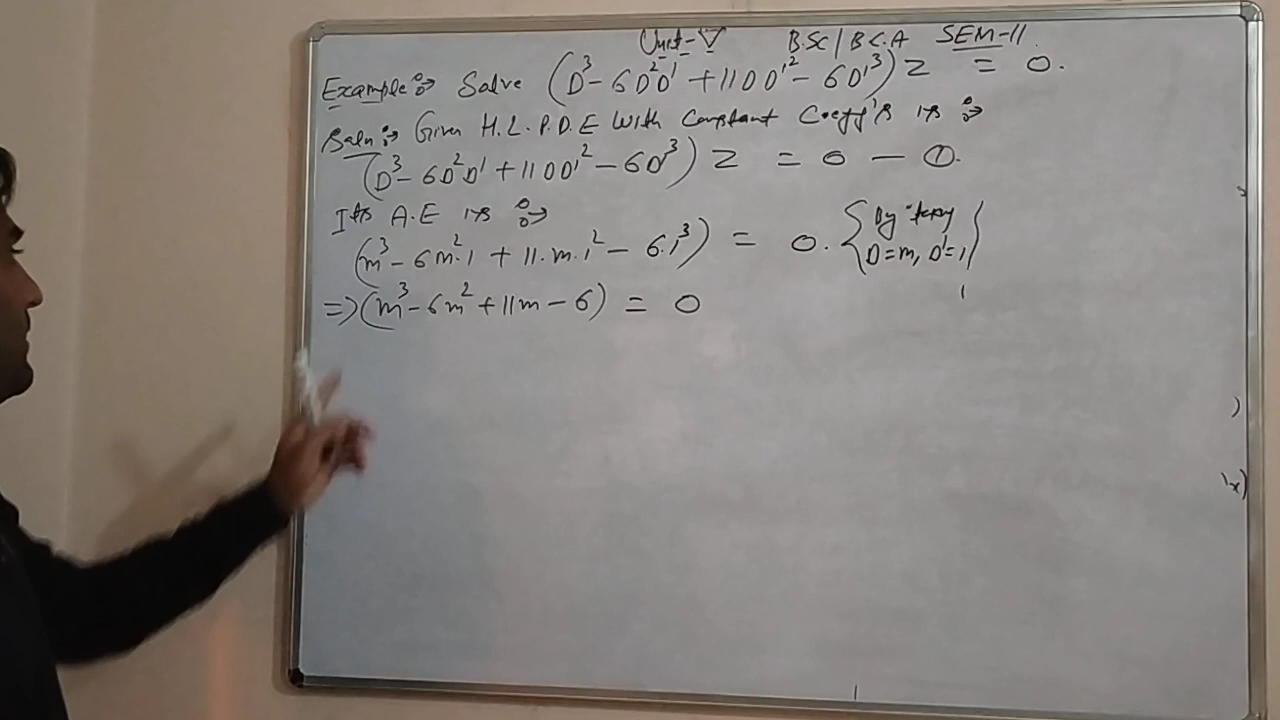 Unit-V B.SC/B.C.A SEM-II.
Example :→ Solve (D³-6D²D' + 11DD'² - 6D'³) Z = 0.
Soln :→ Given H.L.P.D.E With Constant Coeff's is :→
(D³-6D²D' + 11DD'² - 6D'³) Z = 0 — ①.
Its A.E is :→
(m³-6m².1 + 11.m.1² - 6.1³) = 0. {By
D=m, D'=1}
=> (m³-6m²+11m-6) = 0